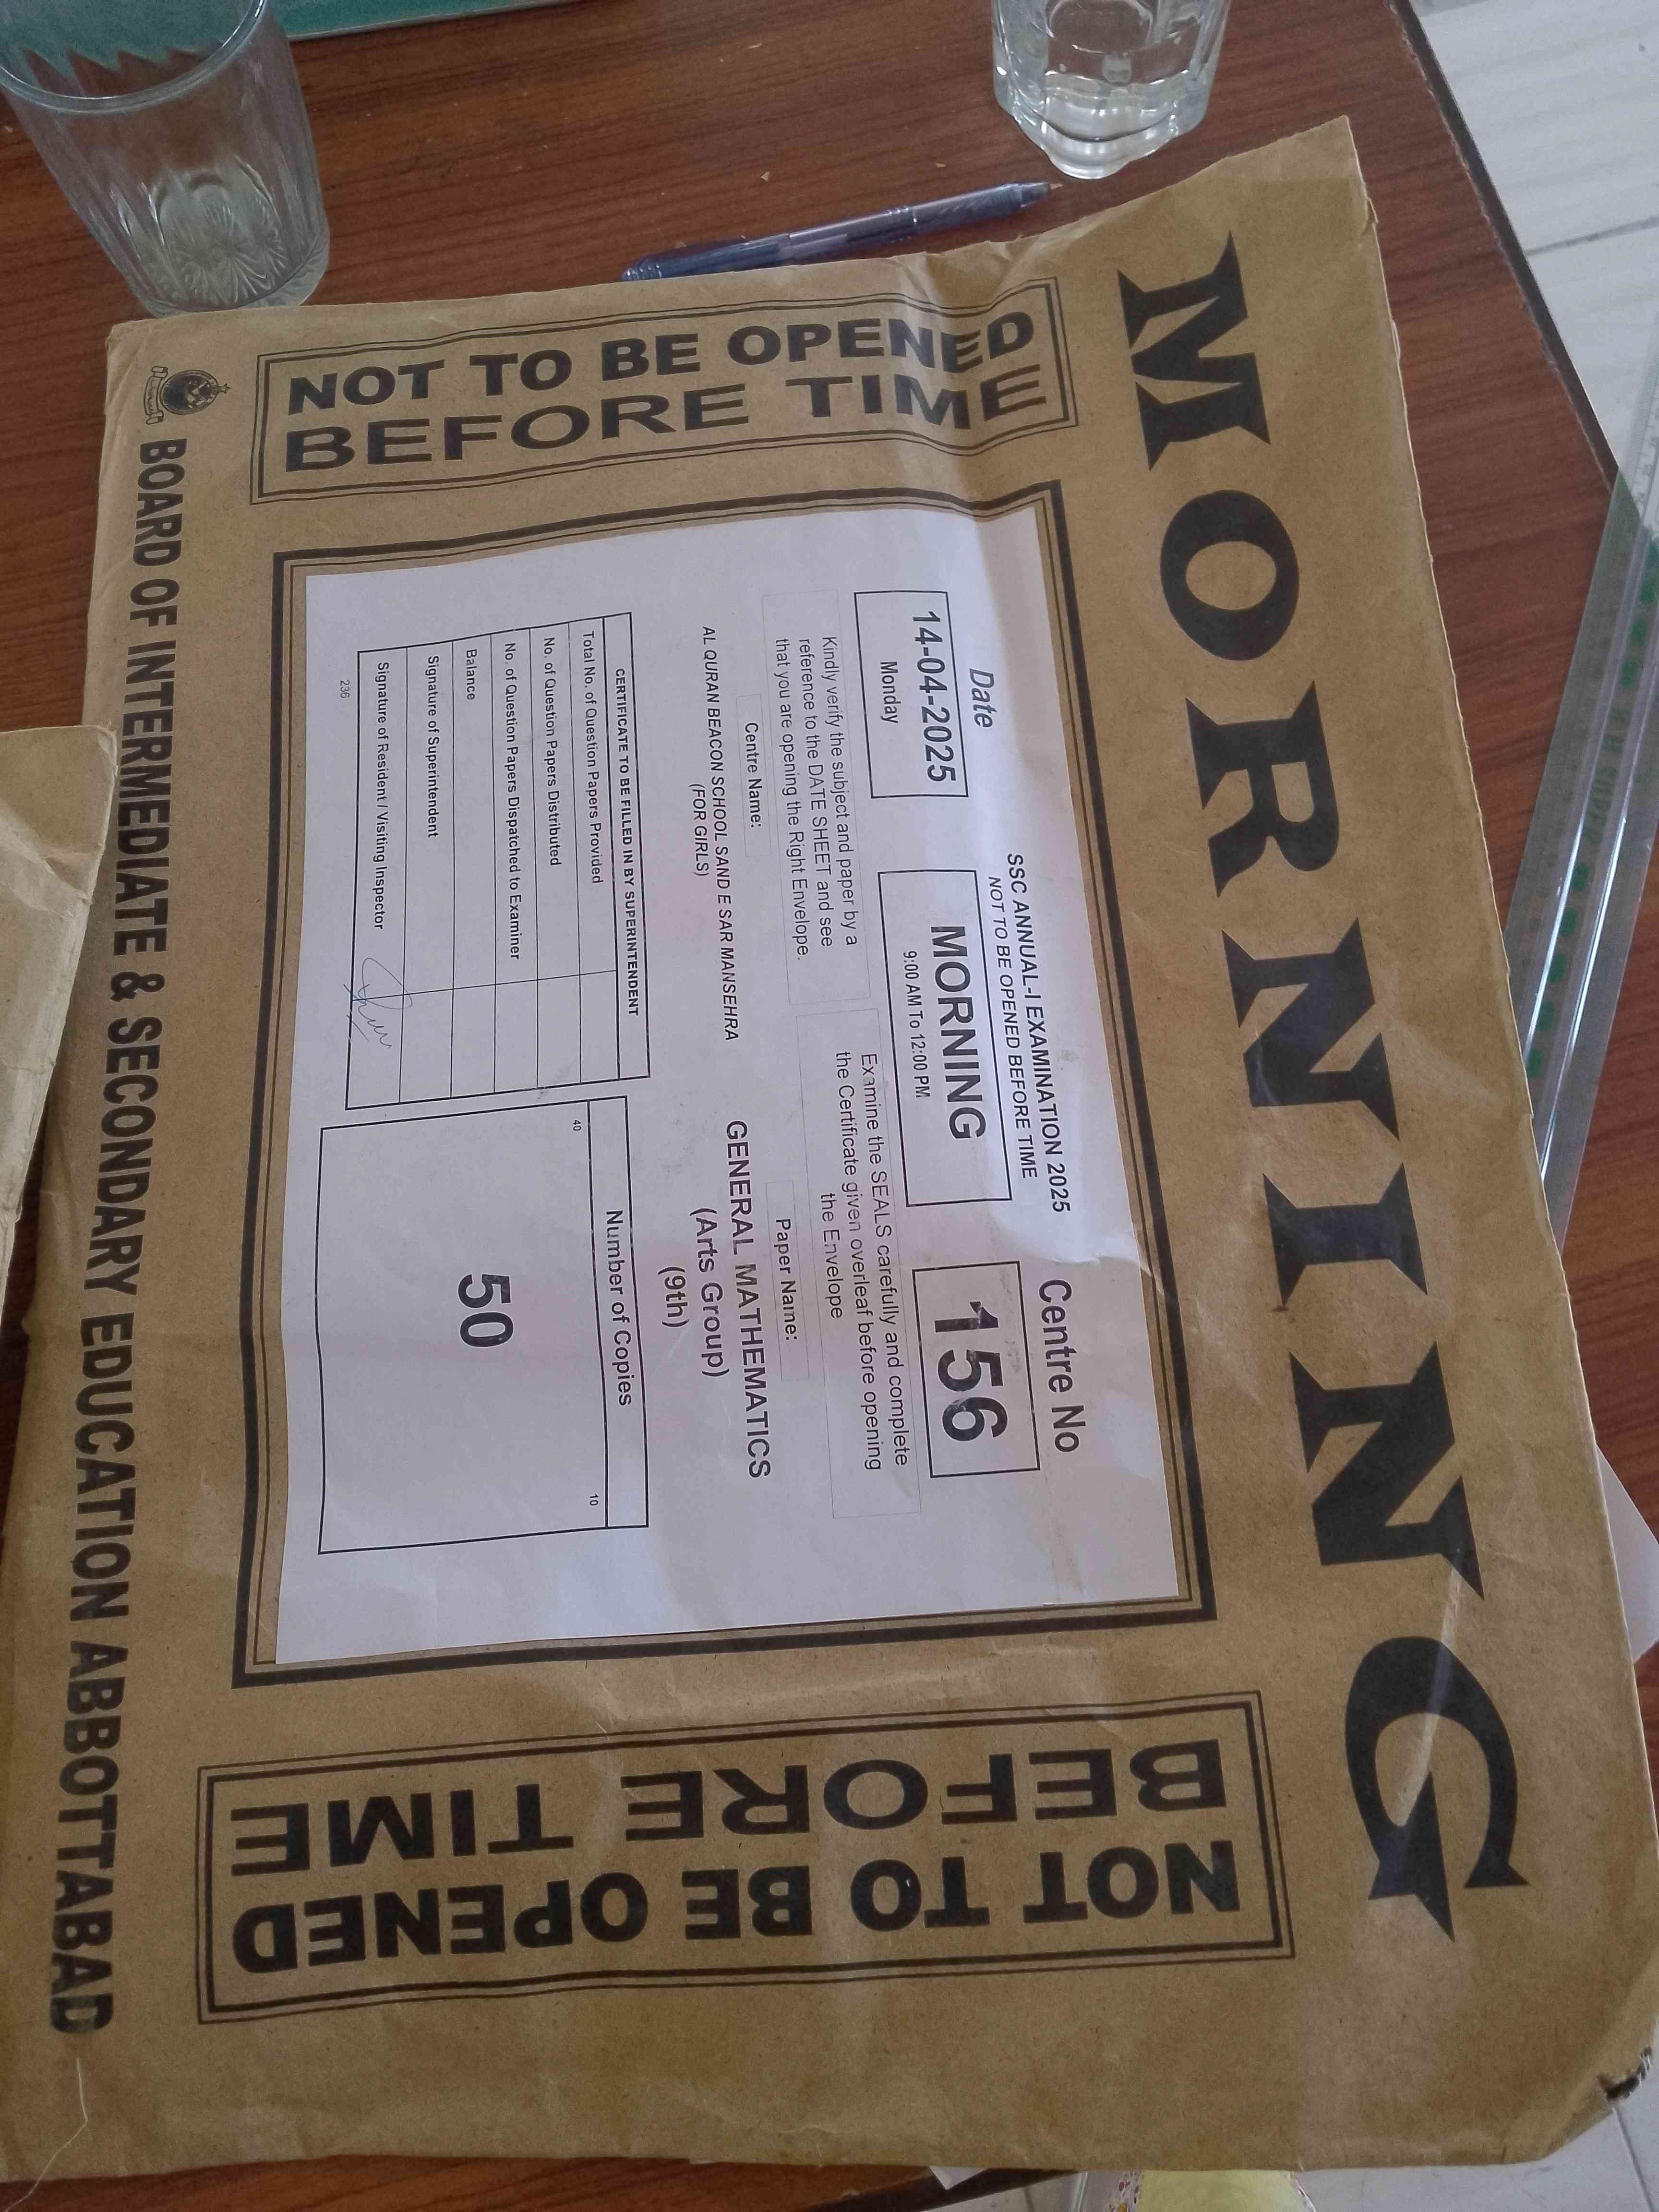 MORNING
NOT TO BE OPENED
BEFORE TIME
SSC ANNUAL-I EXAMINATION 2025
NOT TO BE OPENED BEFORE TIME
Date
14-04-2025
Monday
MORNING
9:00 AM To 12:00 PM
Centre No
156
Kindly verify the subject and paper by a
reference to the DATE SHEET and see
that you are opening the Right Envelope.
Examine the SEALS carefully and complete
the Certificate given overleaf before opening
the Envelope
Centre Name:
AL QURAN BEACON SCHOOL SAND E SAR MANSEHRA
(FOR GIRLS)
Paper Name:
GENERAL MATHEMATICS
(Arts Group)
(9th)
CERTIFICATE TO BE FILLED IN BY SUPERINTENDENT
Total No. of Question Papers Provided
No. of Question Papers Distributed
No. of Question Papers Dispatched to Examiner
Balance
Signature of Superintendent
Signature of Resident / Visiting Inspector
236
Number of Copies
40
10
50
NOT TO BE OPENED
BEFORE TIME
BOARD OF INTERMEDIATE & SECONDARY EDUCATION ABBOTTABAD